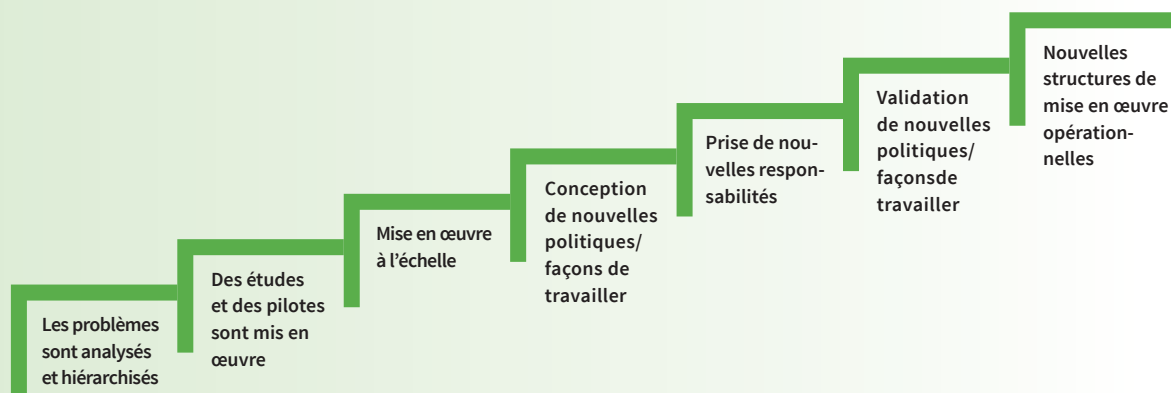 Les problèmes
sont analysés
et hiérarchisés
Des études
et des pilotes
sont mis en
œuvre
Mise en œuvre
à l’échelle
Conception
de nouvelles
politiques/
façons de
travailler
Prise de nou-
velles respon-
sabilités
Validation
de nouvelles
politiques/
façonsde
travailler
Nouvelles
structures de
mise en œuvre
opération-
nelles